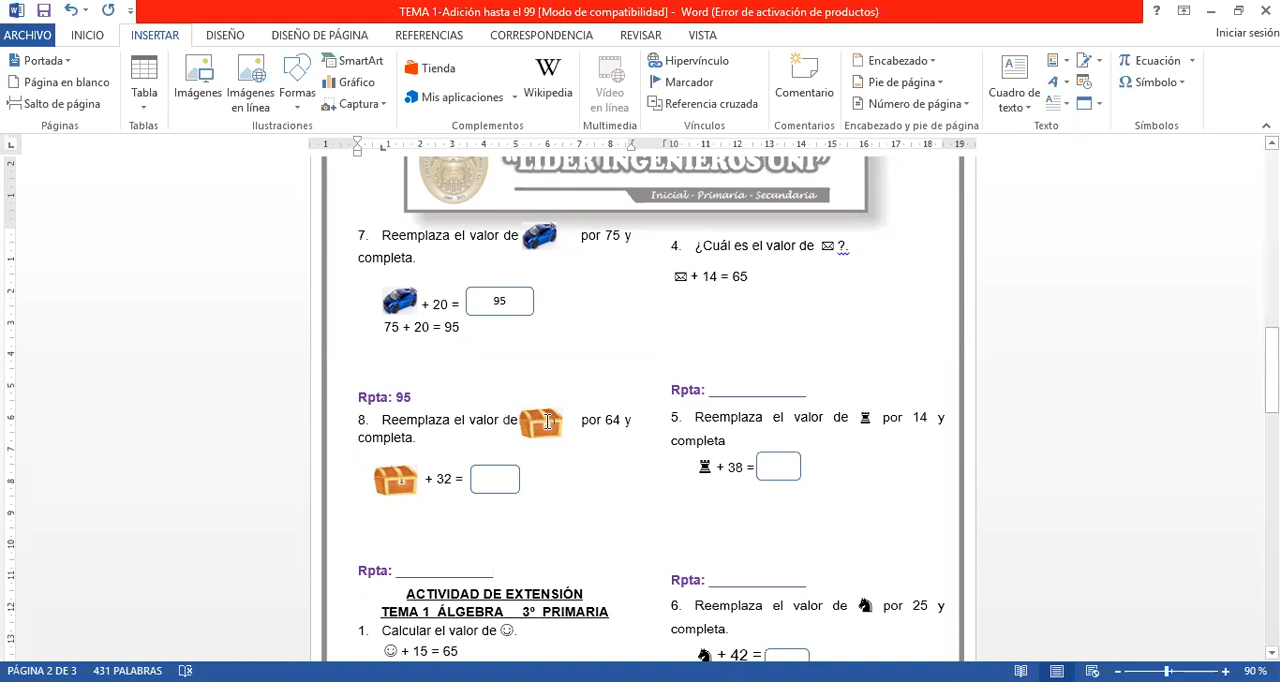 TEMA 1-Adición hasta el 99 [Modo de compatibilidad] - Word (Error de activación de productos)
ARCHIVO INICIO INSERTAR DISEÑO DISEÑO DE PÁGINA REFERENCIAS CORRESPONDENCIA REVISAR VISTA Iniciar sesión
Portada
Página en blanco
Salto de página
Páginas
Tabla
Tablas
Imágenes
Imágenes en línea
Formas
SmartArt
Gráfico
Captura
Ilustraciones
Tienda
Mis aplicaciones
Wikipedia
Complementos
Vídeo en línea
Multimedia
Hipervínculo
Marcador
Referencia cruzada
Vínculos
Comentario
Comentarios
Encabezado
Pie de página
Número de página
Encabezado y pie de página
Cuadro de texto
Texto
Ecuación
Símbolo
Símbolos
"LIDER INGENIEROS UNI"
Inicial - Primaria - Secundaria
7. Reemplaza el valor de por 75 y
completa.
+ 20 = 95
75 + 20 = 95
Rpta: 95
8. Reemplaza el valor de por 64 y
completa.
+ 32 =
Rpta: ____________
ACTIVIDAD DE EXTENSIÓN
TEMA 1 ÁLGEBRA 3º PRIMARIA
1. Calcular el valor de ☺.
☺ + 15 = 65
4. ¿Cuál es el valor de ✉ ?.
✉ + 14 = 65
Rpta: ____________
5. Reemplaza el valor de ♜ por 14 y
completa
♜ + 38 =
Rpta: ____________
6. Reemplaza el valor de ♞ por 25 y
completa.
♞ + 42 =
PÁGINA 2 DE 3 431 PALABRAS 90 %